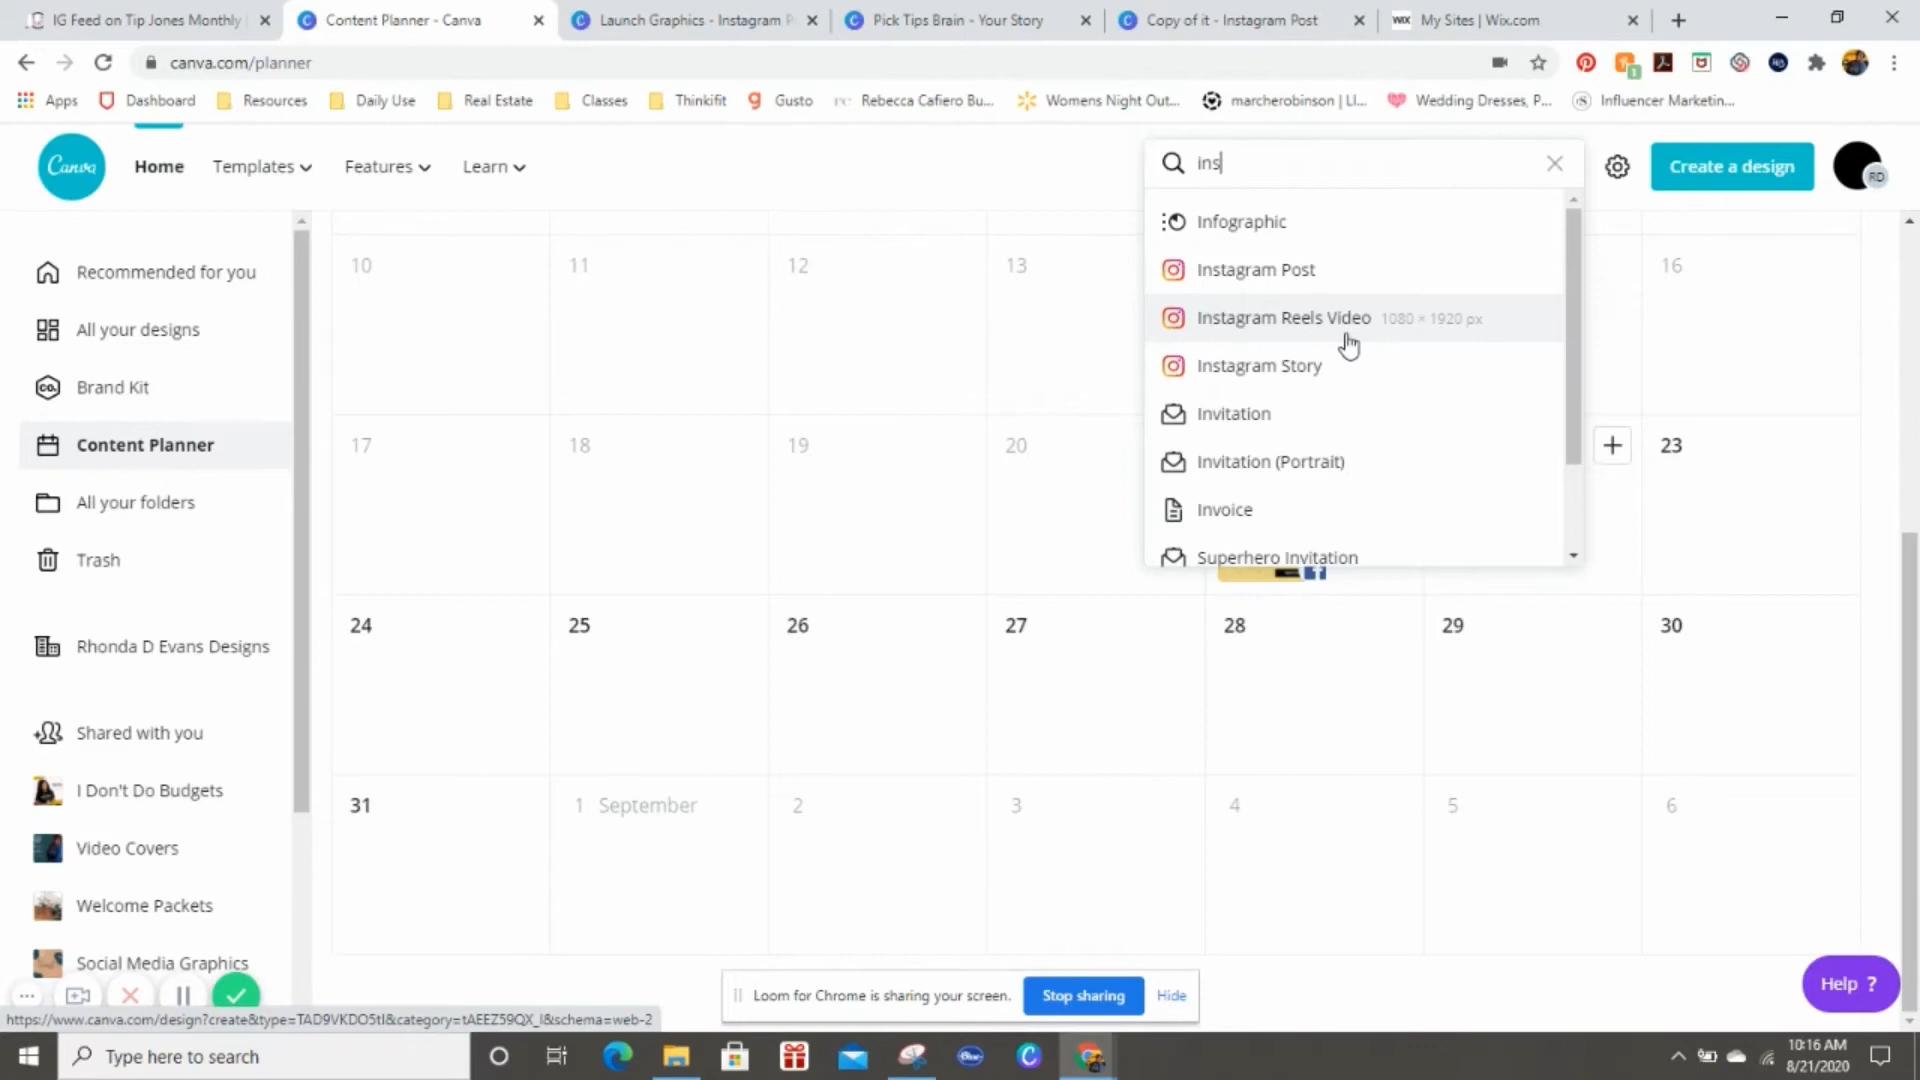 IG Feed on Tip Jones Monthly
Content Planner - Canva
Launch Graphics - Instagram P
Pick Tips Brain - Your Story
Copy of it - Instagram Post
WIX My Sites | Wix.com
canva.com/planner
1
Apps
Dashboard
Resources
Daily Use
Real Estate
Classes
Thinkifit
Gusto
Rebecca Cafiero Bu...
Womens Night Out...
marcherobinson | LI...
Wedding Dresses, P...
Influencer Marketin...
Canva
Home
Templates
Features
Learn
ins
Create a design
RD
Recommended for you
All your designs
Brand Kit
Content Planner
All your folders
Trash
Rhonda D Evans Designs
Shared with you
I Don't Do Budgets
Video Covers
Welcome Packets
Social Media Graphics
Infographic
Instagram Post
Instagram Reels Video 1080 × 1920 px
Instagram Story
Invitation
Invitation (Portrait)
Invoice
Superhero Invitation
10 11 12 13 16
17 18 19 20 23
24 25 26 27 28 29 30
31 1 September 2 3 4 5 6
Loom for Chrome is sharing your screen.
Stop sharing
Hide
Help ?
https://www.canva.com/design?create&type=TAD9VKDO5tI&category=tAEEZ59QX_I&schema=web-2
Type here to search
10:16 AM
8/21/2020